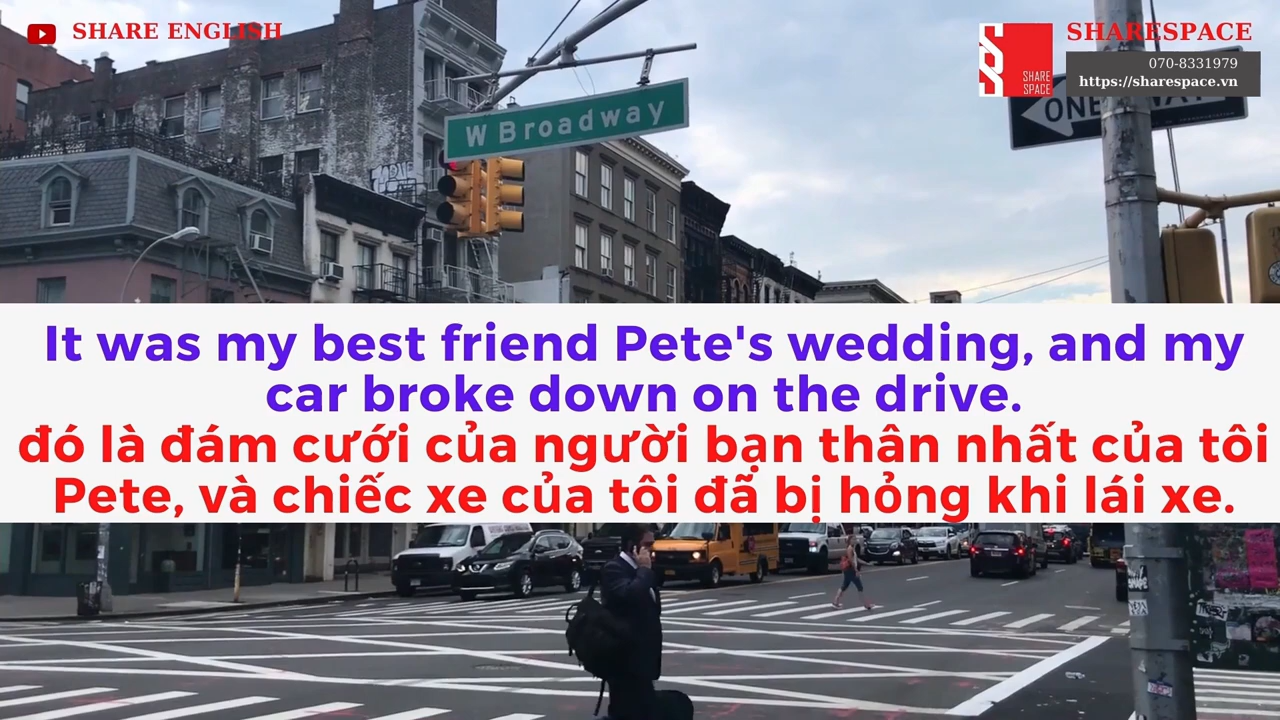 SHARE ENGLISH
SHARESPACE
070-8331979
https://sharespace.vn
SHARE
SPACE
W Broadway
ONE WAY
It was my best friend Pete's wedding, and my
car broke down on the drive.
đó là đám cưới của người bạn thân nhất của tôi
Pete, và chiếc xe của tôi đã bị hỏng khi lái xe.